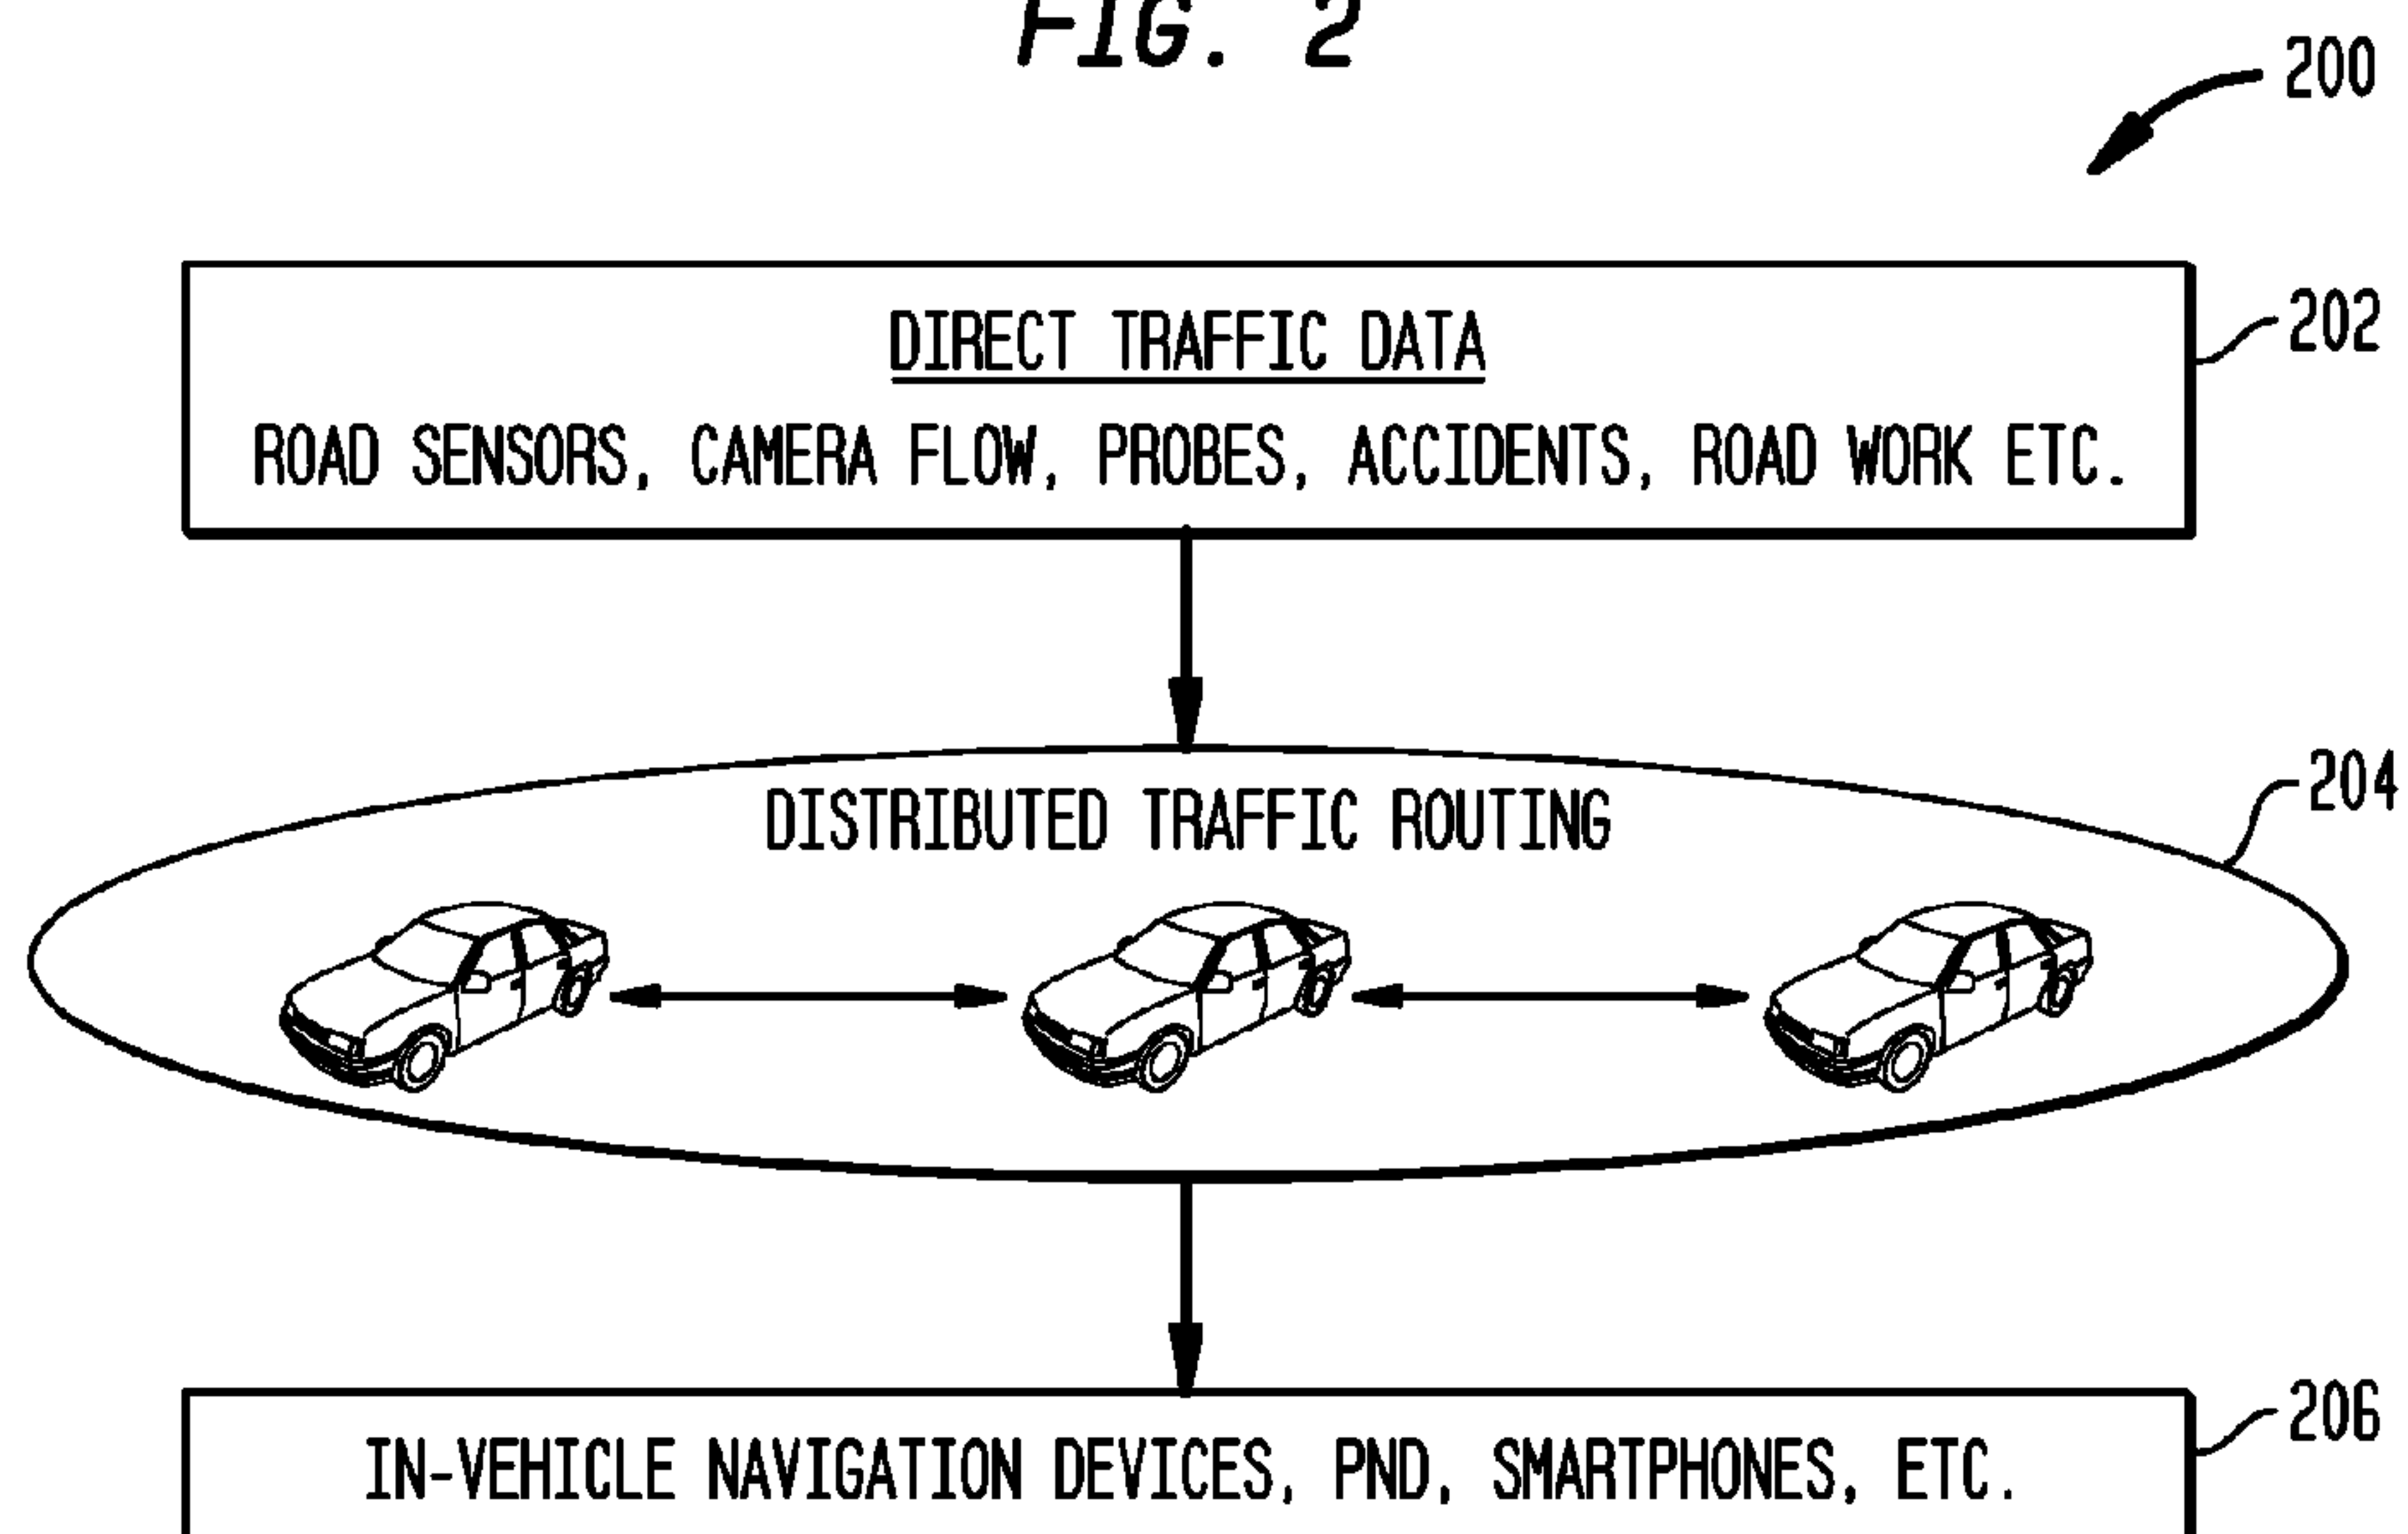 FIG. 2
200
DIRECT TRAFFIC DATA
202
ROAD SENSORS, CAMERA FLOW, PROBES, ACCIDENTS, ROAD WORK ETC.
204
DISTRIBUTED TRAFFIC ROUTING
206
IN-VEHICLE NAVIGATION DEVICES, PND, SMARTPHONES, ETC.